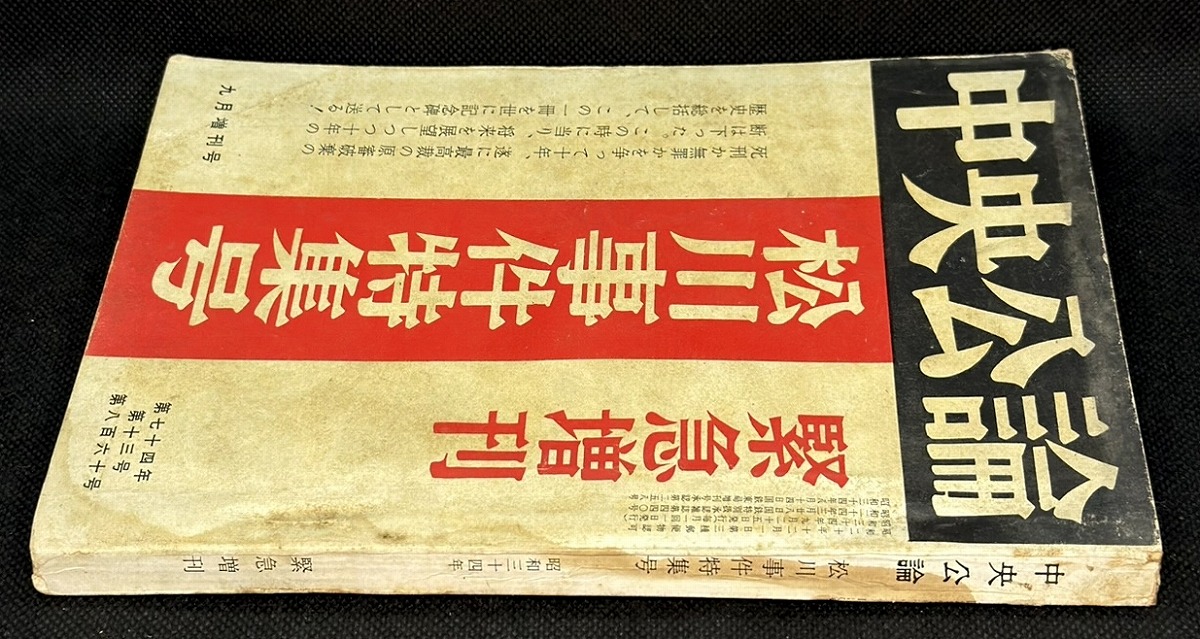 中央公論
死刑か無罪かを争って十年、遂に最高裁の原審破棄の
断は下った。この時に当り、将来を展望しつつ十年の
歴史を総括して、この一冊を世に記念碑として送る!
九月増刊号
松川事件特集号
緊急増刊
第七十四年
第十三号
第八百六十号
中央公論 松川事件特集号 昭和三十四年 緊急増刊